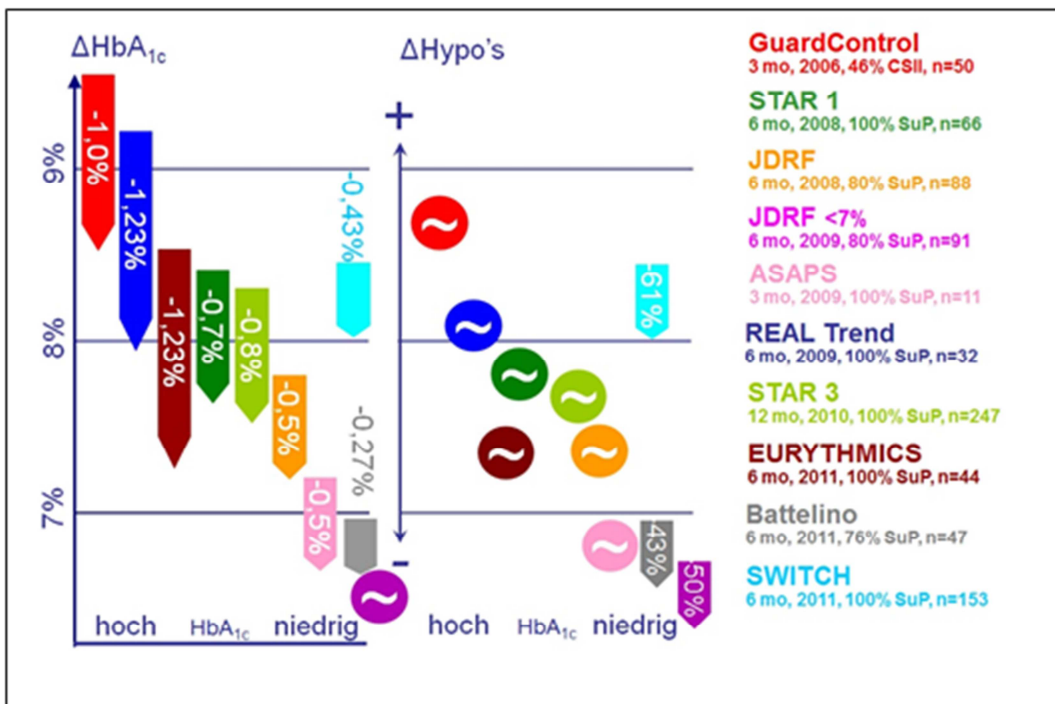 ΔHbA1c
ΔHypo's
+
-
9%
8%
7%
-1,0%
-1,23%
-1,23%
-0,7%
-0,8%
-0,5%
-0,5%
-0,27%
-0,43%
~
hoch HbA1c niedrig
~
~
~
~
~
~
~
-61%
-43%
50%
hoch HbA1c niedrig
GuardControl
3 mo, 2006, 46% CSII, n=50
STAR 1
6 mo, 2008, 100% SuP, n=66
JDRF
6 mo, 2008, 80% SuP, n=88
JDRF <7%
6 mo, 2009, 80% SuP, n=91
ASAPS
3 mo, 2009, 100% SuP, n=11
REAL Trend
6 mo, 2009, 100% SuP, n=32
STAR 3
12 mo, 2010, 100% SuP, n=247
EURYTHMICS
6 mo, 2011, 100% SuP, n=44
Battelino
6 mo, 2011, 76% SuP, n=47
SWITCH
6 mo, 2011, 100% SuP, n=153